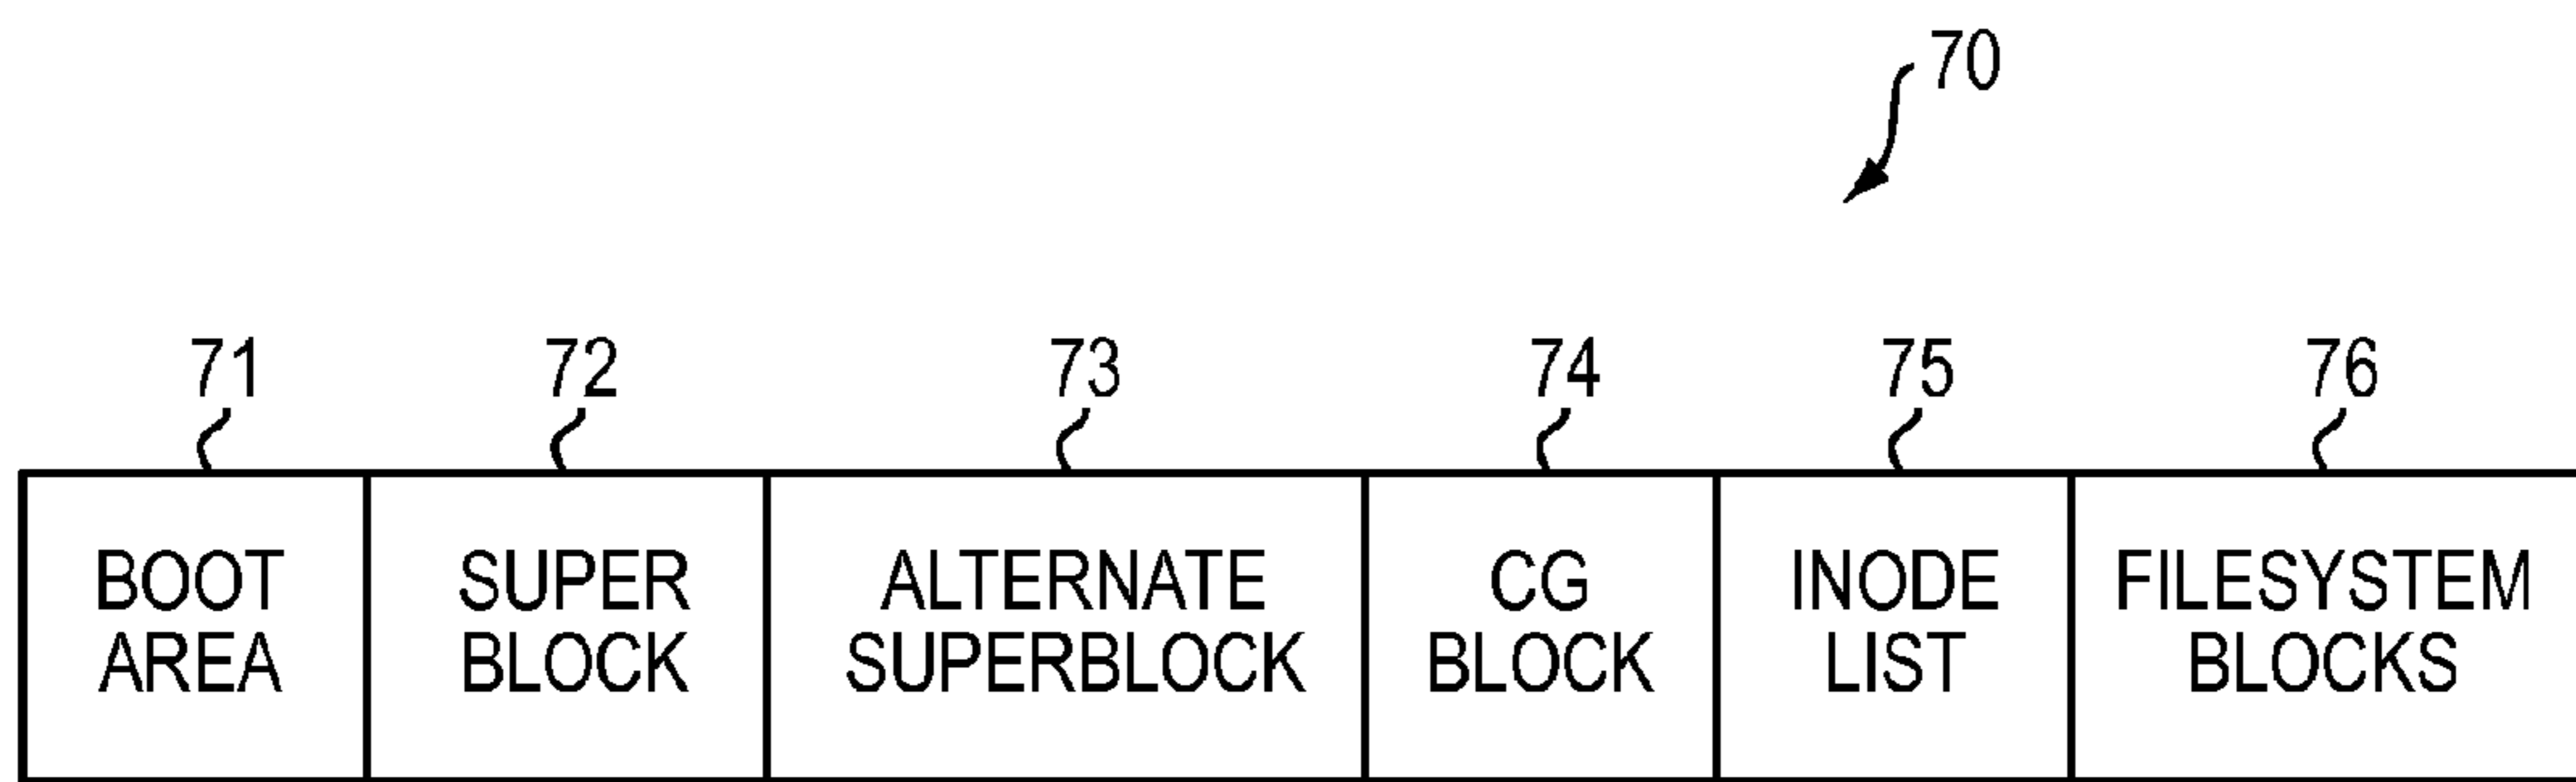 70
71 72 73 74 75 76
BOOT SUPER ALTERNATE CG INODE FILESYSTEM
AREA BLOCK SUPERBLOCK BLOCK LIST BLOCKS